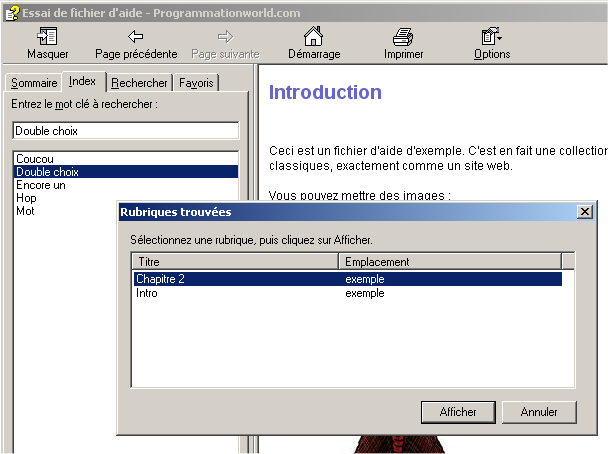 Essai de fichier d'aide - Programmationworld.com
Masquer Page précédente Page suivante Démarrage Imprimer Options
Sommaire Index Rechercher Favoris
Entrez le mot clé à rechercher :
Double choix
Coucou
Double choix
Encore un
Hop
Mot
Introduction
Ceci est un fichier d'aide d'exemple. C'est en fait une collection
classiques, exactement comme un site web.
Vous pouvez mettre des images :
Rubriques trouvées
Sélectionnez une rubrique, puis cliquez sur Afficher.
Titre Emplacement
Chapitre 2 exemple
Intro exemple
Afficher Annuler